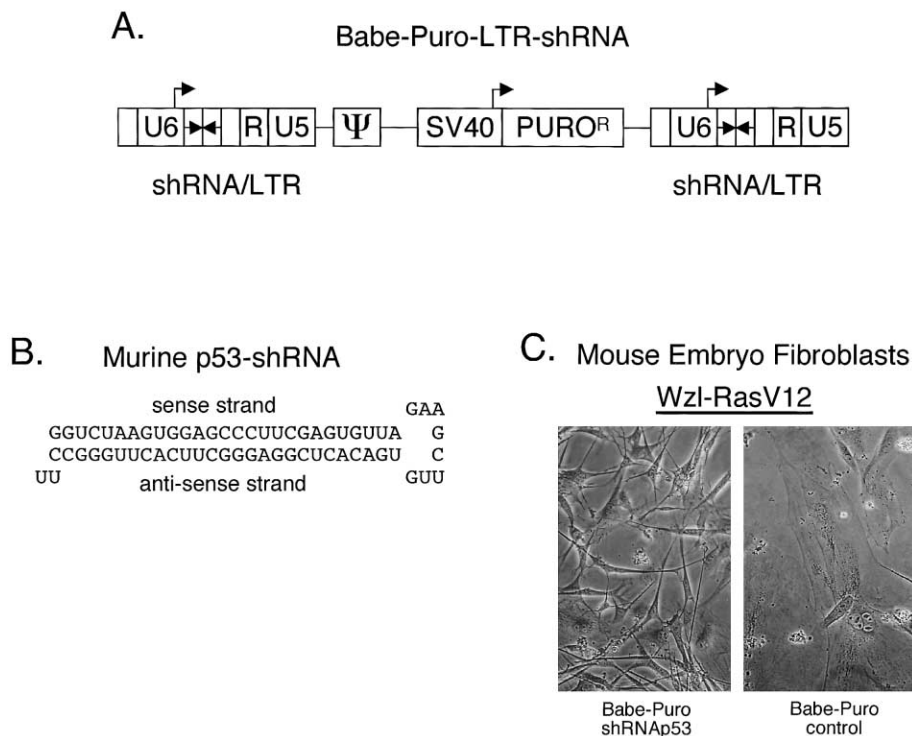 A.
Babe-Puro-LTR-shRNA
U6 R U5 Ψ SV40 PUROᴿ U6 R U5
shRNA/LTR shRNA/LTR
B. Murine p53-shRNA
sense strand
GAA
GGUCUAAGUGGAGCCCUUCGAGUGUUA G
CCGGGUUCACUUCGGGAGGCUCACAGU C
UU anti-sense strand GUU
C. Mouse Embryo Fibroblasts
Wzl-RasV12
Babe-Puro
shRNAp53
Babe-Puro
control